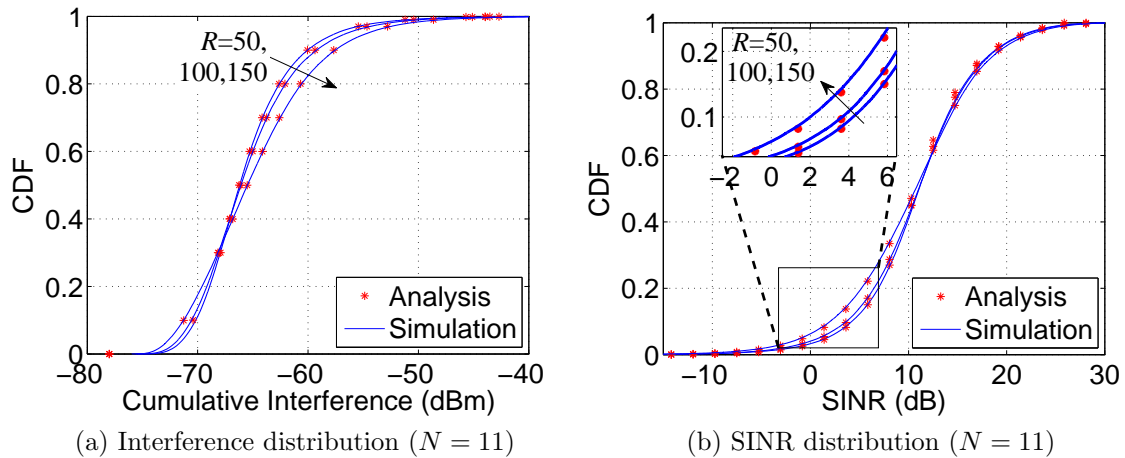 1
0.8
0.6
0.4
0.2
0
CDF
R=50,
100,150
Analysis
Simulation
−80 −70 −60 −50 −40
Cumulative Interference (dBm)
(a) Interference distribution (N = 11)
1
0.8
0.6
0.4
0.2
0
CDF
0.2
0.1
R=50,
100,150
−2 0 2 4 6
Analysis
Simulation
−10 0 10 20 30
SINR (dB)
(b) SINR distribution (N = 11)